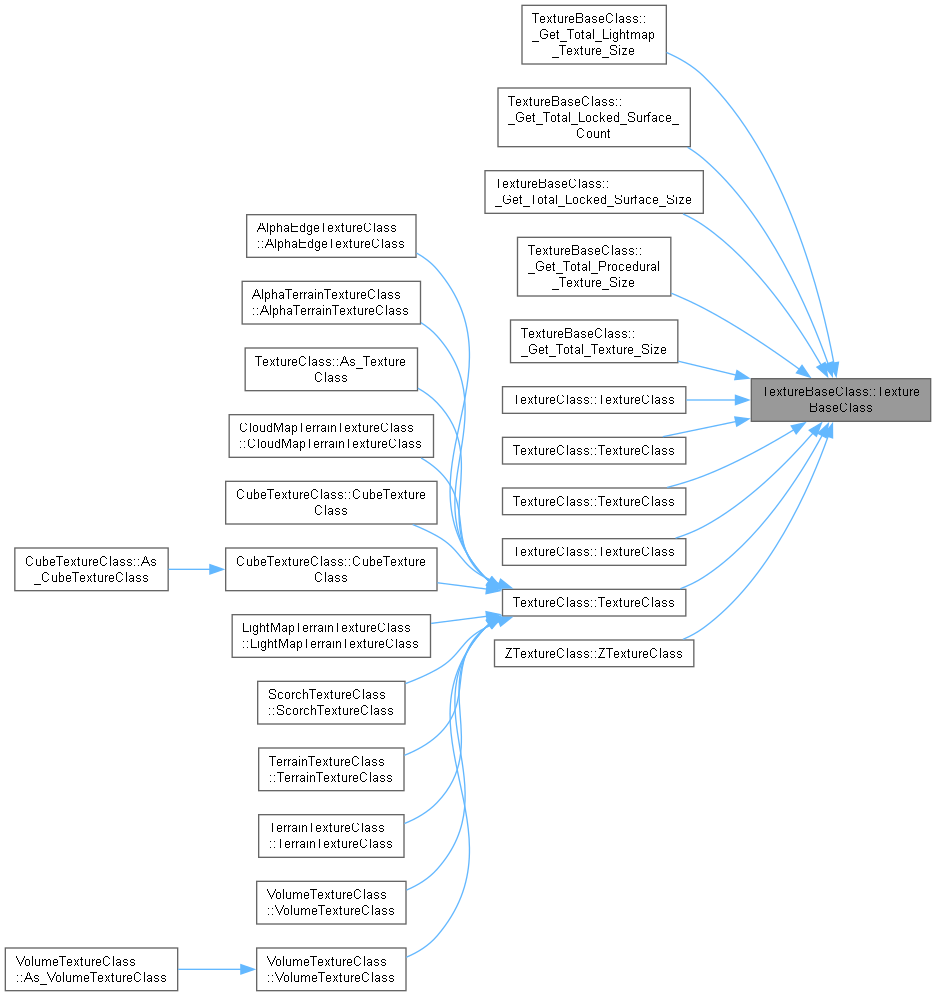 TextureBaseClass::
_Get_Total_Lightmap
_Texture_Size
TextureBaseClass::
_Get_Total_Locked_Surface_
Count
TextureBaseClass::
_Get_Total_Locked_Surface_Size
TextureBaseClass::
_Get_Total_Procedural
_Texture_Size
TextureBaseClass::
_Get_Total_Texture_Size
TextureClass::TextureClass
TextureClass::TextureClass
TextureClass::TextureClass
TextureClass::TextureClass
TextureClass::TextureClass
ZTextureClass::ZTextureClass
TextureBaseClass::Texture
BaseClass
AlphaEdgeTextureClass
::AlphaEdgeTextureClass
AlphaTerrainTextureClass
::AlphaTerrainTextureClass
TextureClass::As_Texture
Class
CloudMapTerrainTextureClass
::CloudMapTerrainTextureClass
CubeTextureClass::CubeTexture
Class
CubeTextureClass::CubeTexture
Class
LightMapTerrainTextureClass
::LightMapTerrainTextureClass
ScorchTextureClass
::ScorchTextureClass
TerrainTextureClass
::TerrainTextureClass
TerrainTextureClass
::TerrainTextureClass
VolumeTextureClass
::VolumeTextureClass
VolumeTextureClass
::VolumeTextureClass
CubeTextureClass::As
_CubeTextureClass
VolumeTextureClass
::As_VolumeTextureClass